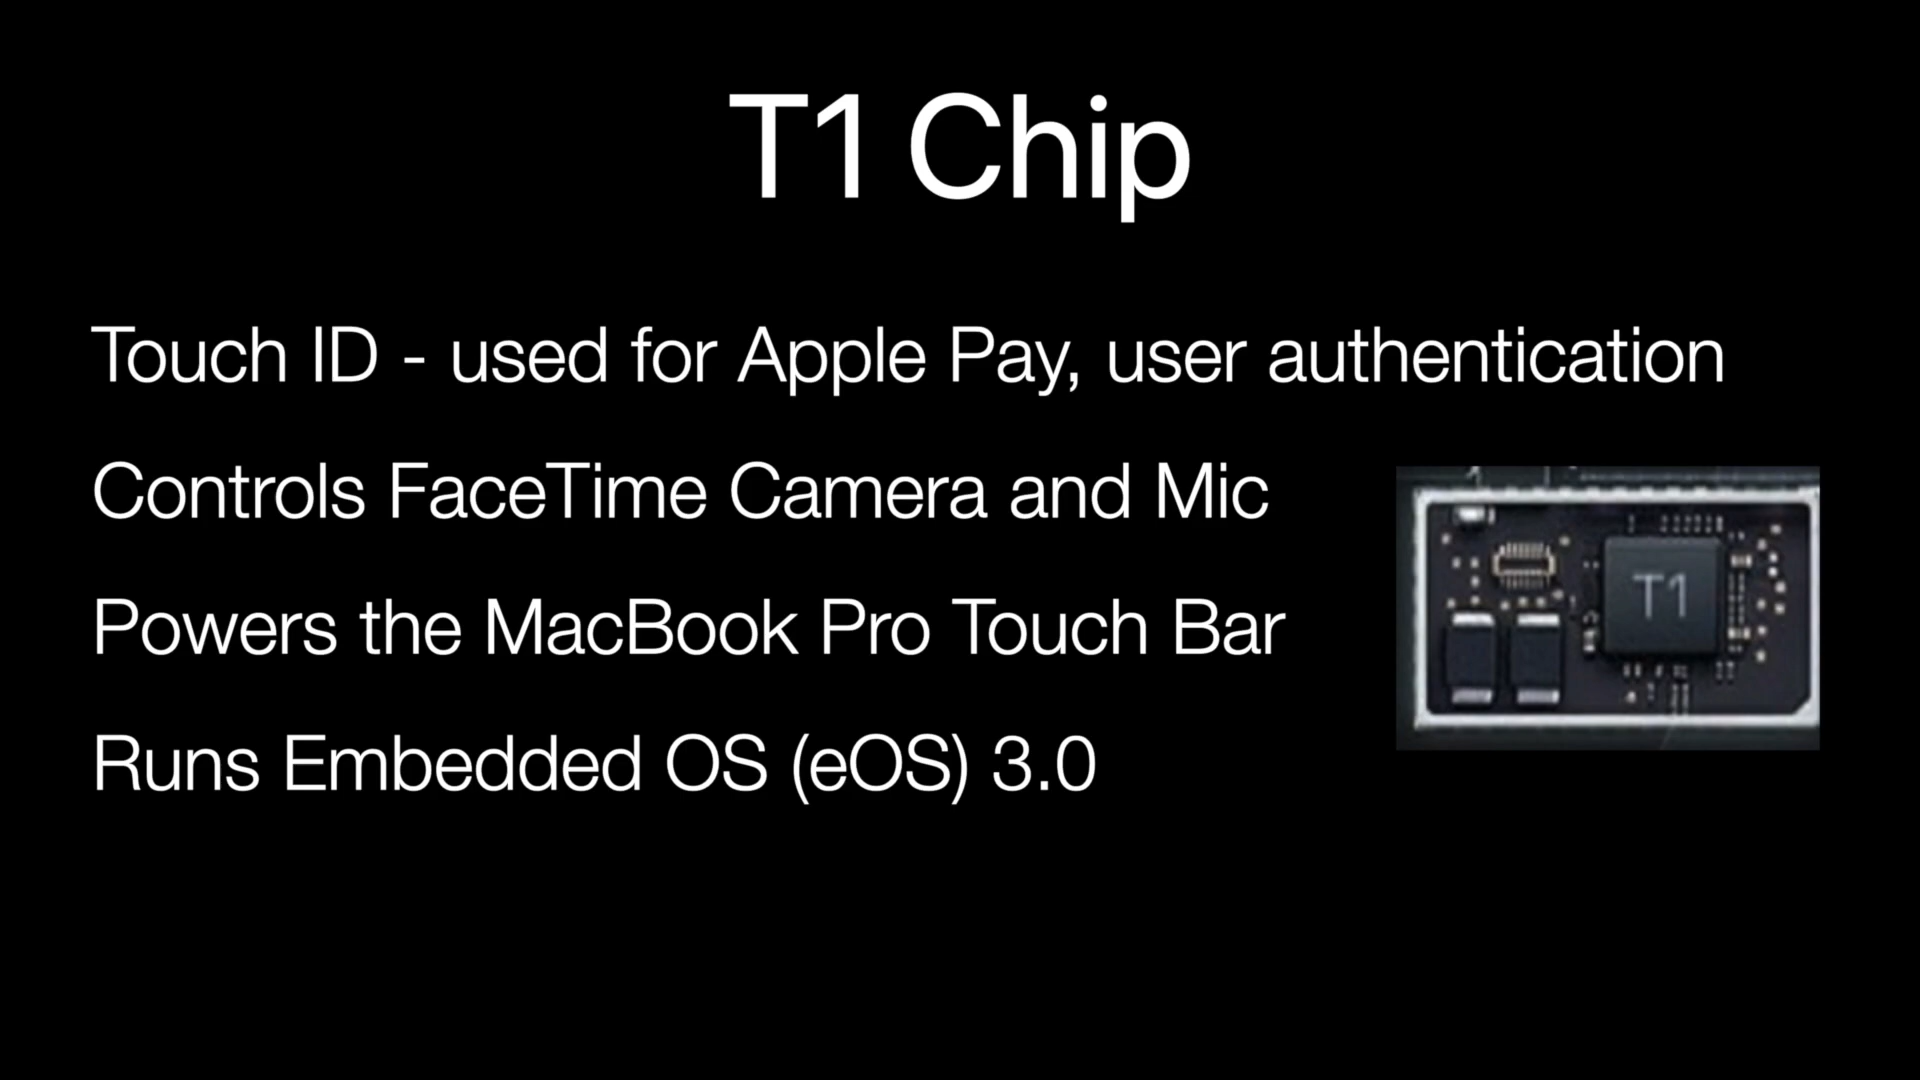 T1 Chip
Touch ID - used for Apple Pay, user authentication
Controls FaceTime Camera and Mic
T1
Powers the MacBook Pro Touch Bar
Runs Embedded OS (eOS) 3.0